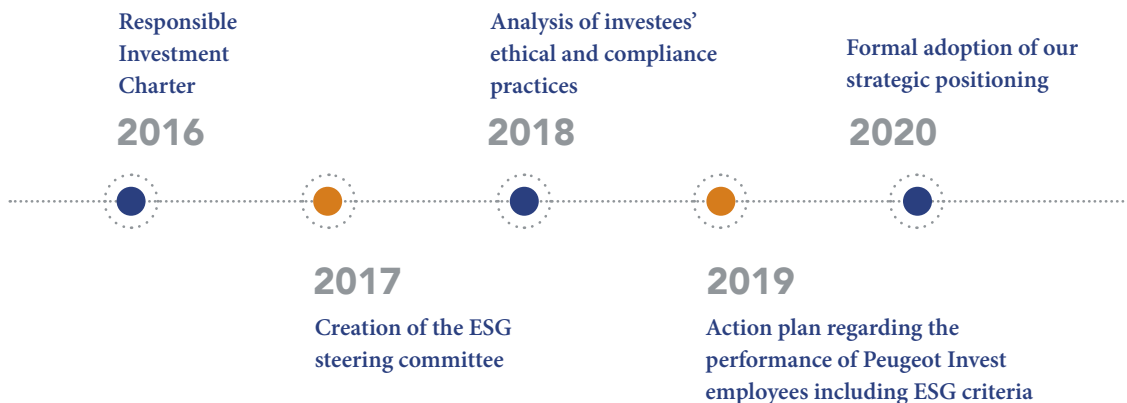 Responsible
Investment
Charter
2016
Analysis of investees’
ethical and compliance
practices
2018
Formal adoption of our
strategic positioning
2020
2017
Creation of the ESG
steering committee
2019
Action plan regarding the
performance of Peugeot Invest
employees including ESG criteria